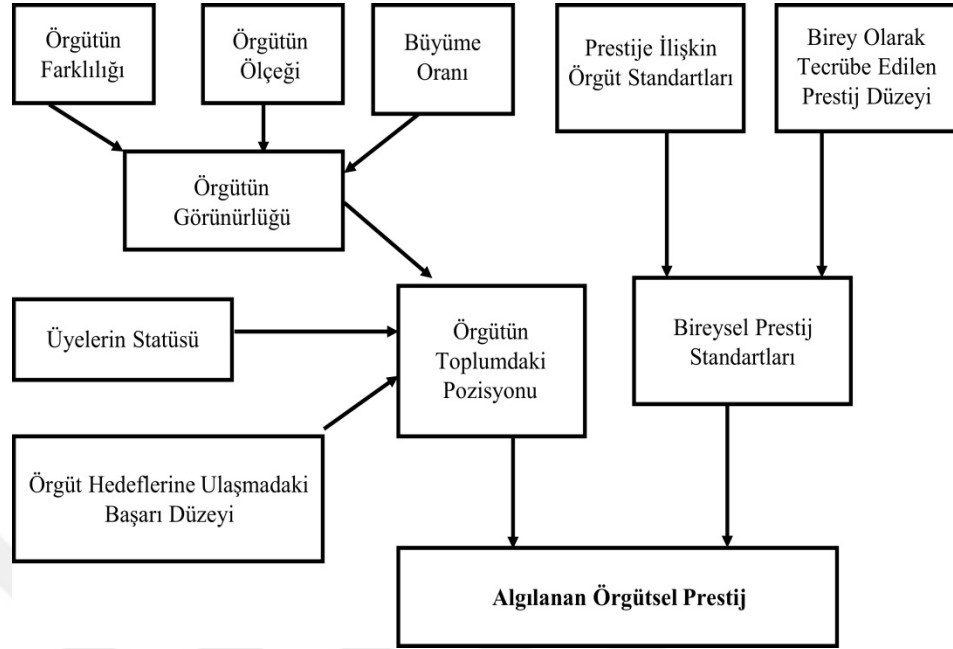 Örgütün
Farklılığı
Örgütün
Ölçeği
Büyüme
Oranı
Prestije İlişkin
Örgüt Standartları
Birey Olarak
Tecrübe Edilen
Prestij Düzeyi
Örgütün
Görünürlüğü
Üyelerin Statüsü
Örgütün
Toplumdaki
Pozisyonu
Bireysel Prestij
Standartları
Örgüt Hedeflerine Ulaşmadaki
Başarı Düzeyi
Algılanan Örgütsel Prestij